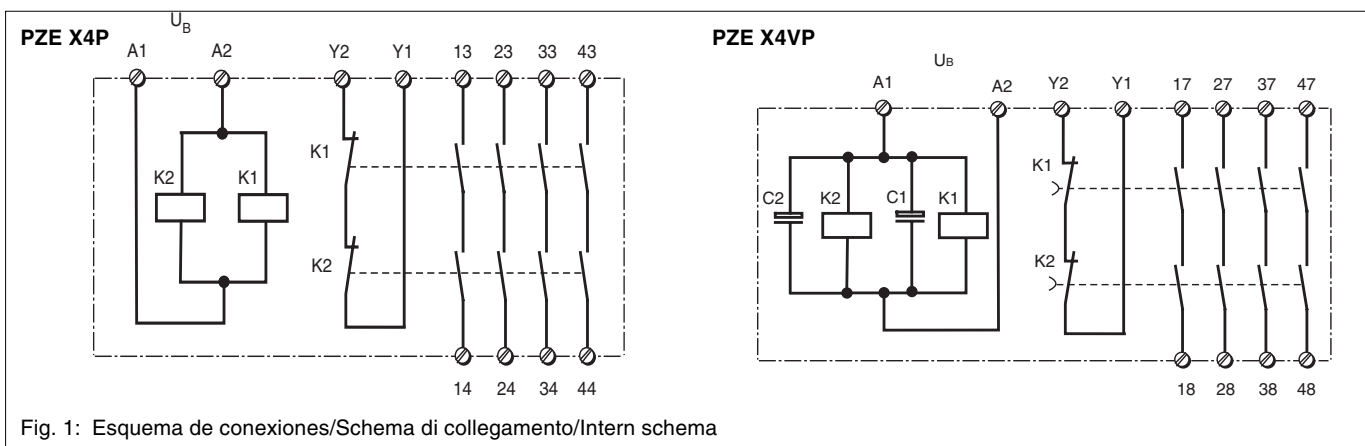 PZE X4P
UB
A1 A2 Y2 Y1 13 23 33 43
K2 K1
K1
K2
14 24 34 44
PZE X4VP
UB
A1 A2 Y2 Y1 17 27 37 47
C2 K2 C1 K1
K1
K2
18 28 38 48
Fig. 1: Esquema de conexiones/Schema di collegamento/Intern schema